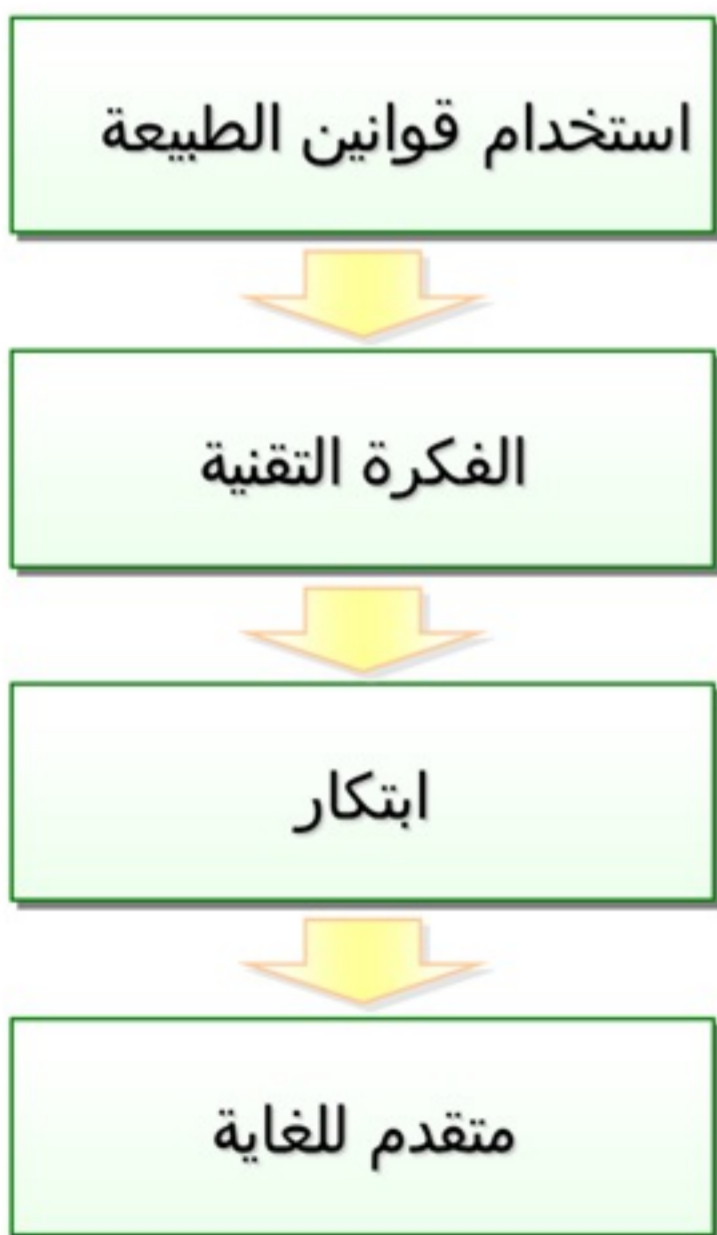 استخدام قوانين الطبيعة
الفكرة التقنية
ابتكار
متقدم للغاية